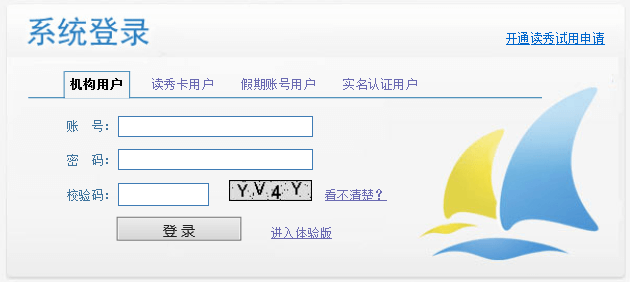 系统登录
开通读秀试用申请
机构用户 读秀卡用户 假期账号用户 实名认证用户
账 号：
密 码：
校验码： YV4Y 看不清楚？
登 录 进入体验版